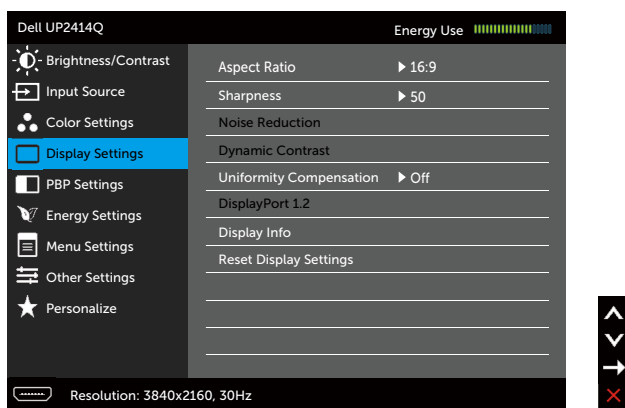 Dell UP2414Q
Energy Use
Brightness/Contrast
Input Source
Color Settings
Display Settings
PBP Settings
Energy Settings
Menu Settings
Other Settings
Personalize
Aspect Ratio 16:9
Sharpness 50
Noise Reduction
Dynamic Contrast
Uniformity Compensation Off
DisplayPort 1.2
Display Info
Reset Display Settings
Resolution: 3840x2160, 30Hz